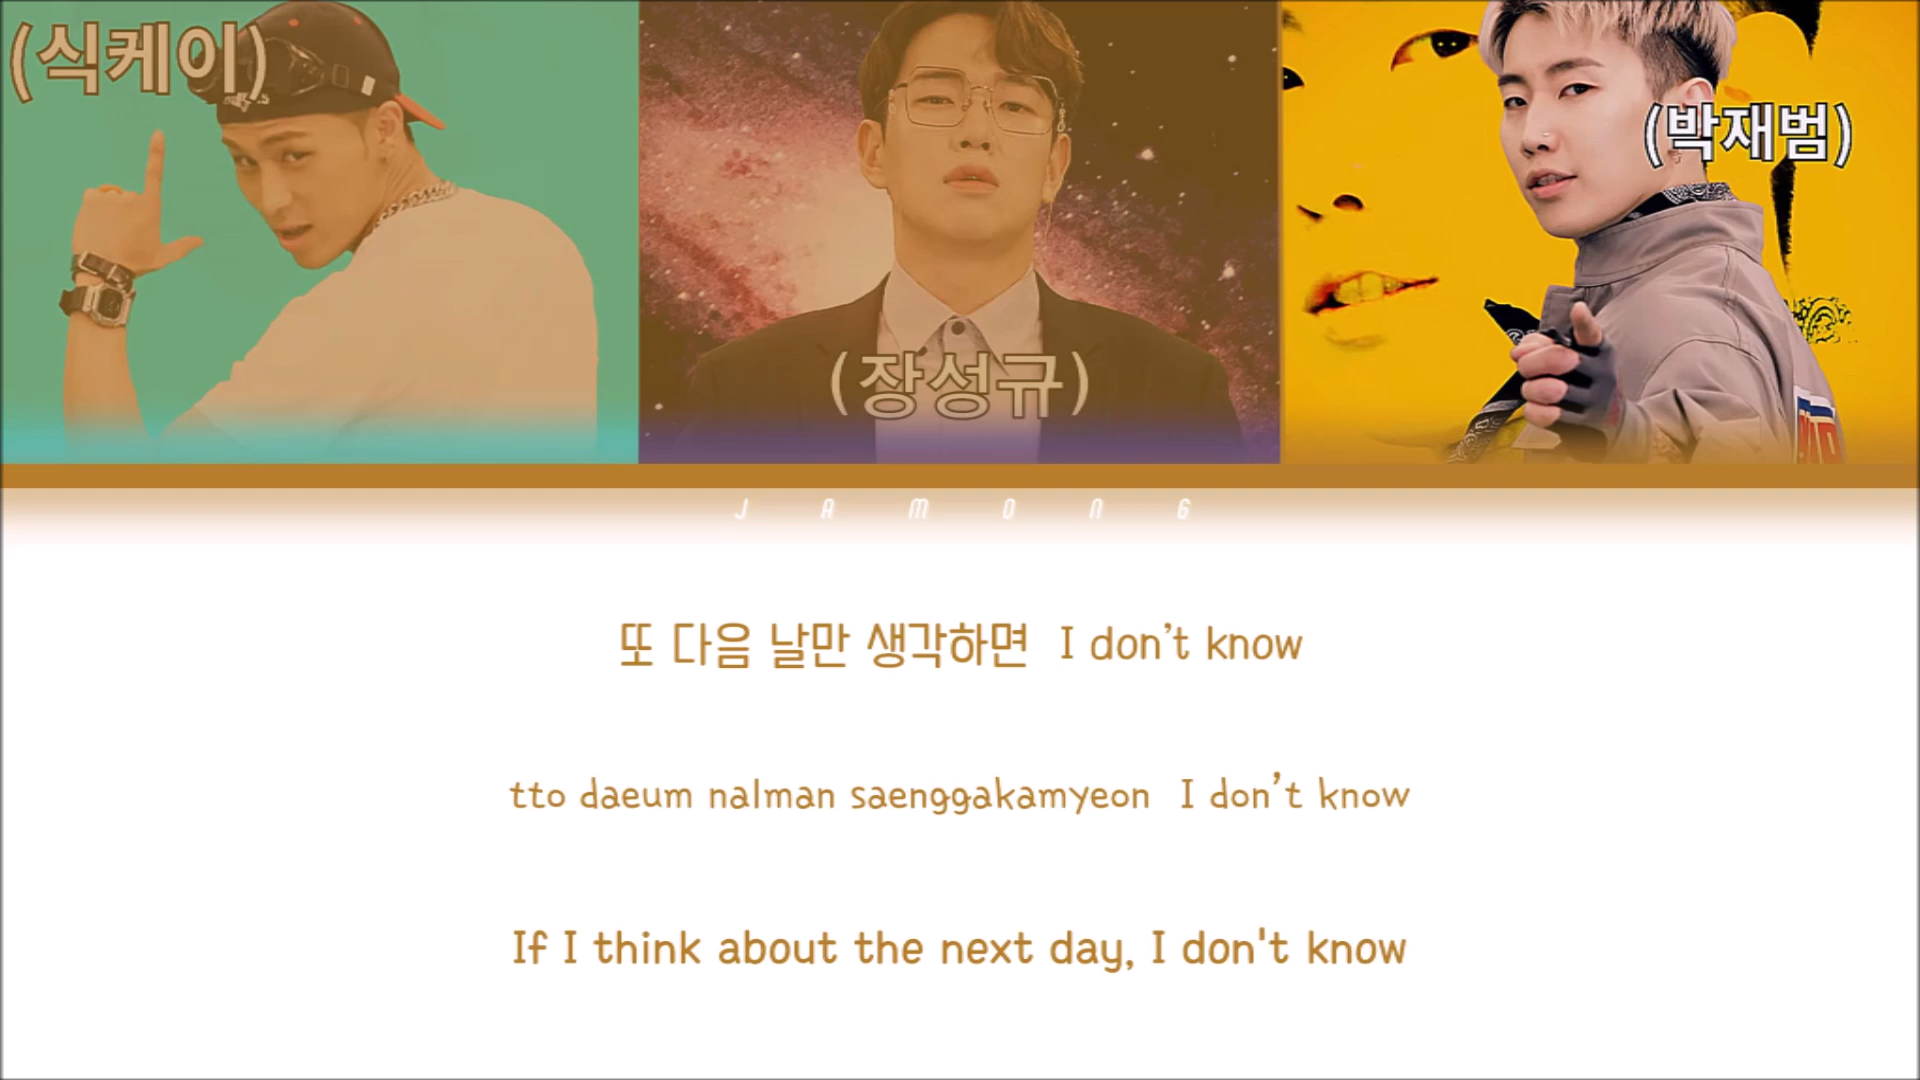 (식케이)
(박재범)
(장성규)
JAMONG
또 다음 날만 생각하면 I don’t know
tto daeum nalman saenggakamyeon I don’t know
If I think about the next day, I don't know